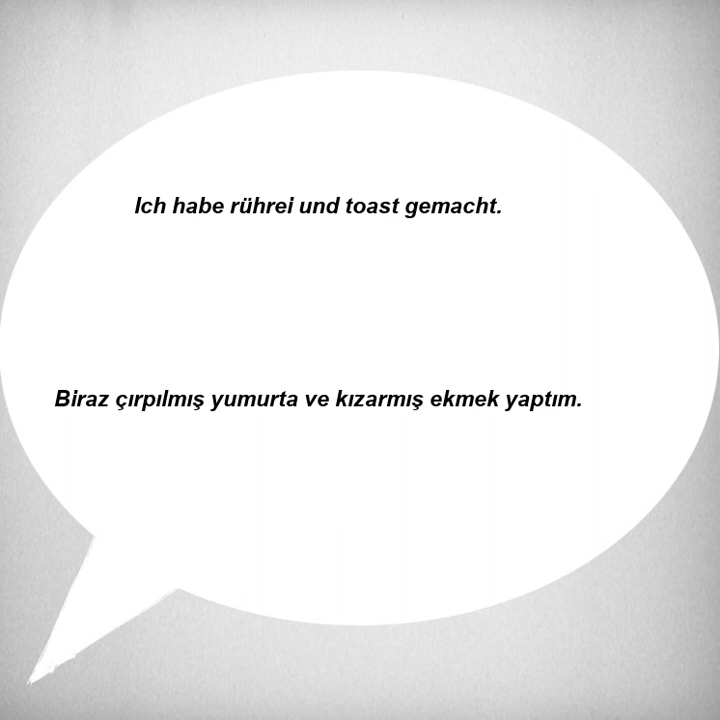 Ich habe rührei und toast gemacht.
Biraz çırpılmış yumurta ve kızarmış ekmek yaptım.